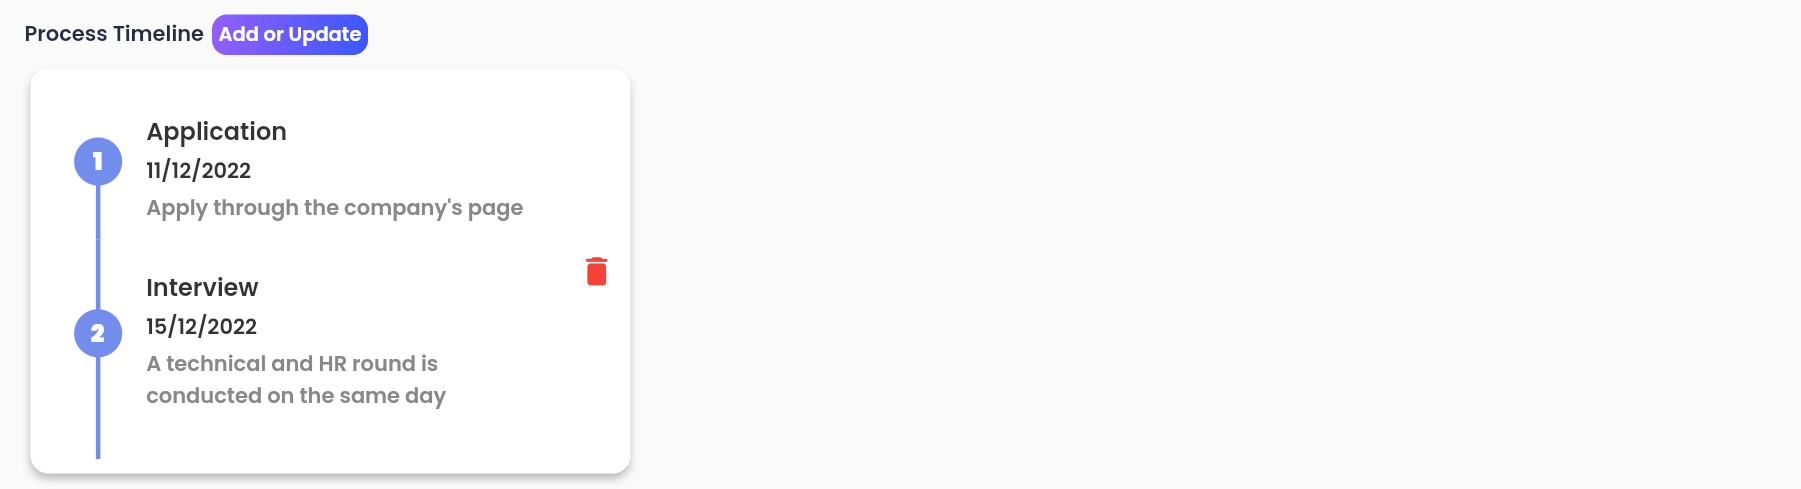 Process Timeline Add or Update
Application
1
11/12/2022
Apply through the company's page
Interview
2
15/12/2022
A technical and HR round is
conducted on the same day